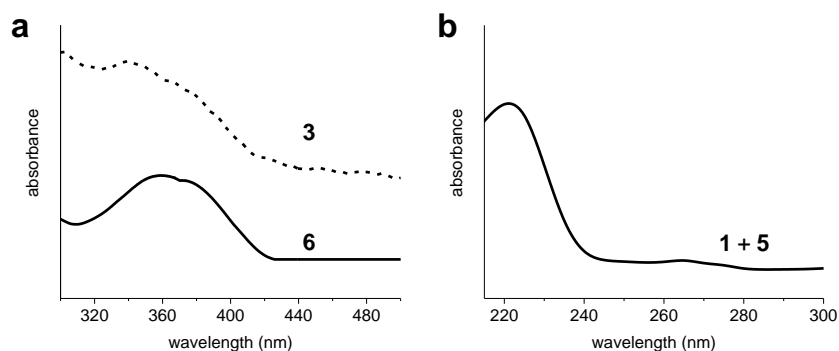 a
absorbance
3
6
320 360 400 440 480
wavelength (nm)
b
absorbance
1 + 5
220 240 260 280 300
wavelength (nm)